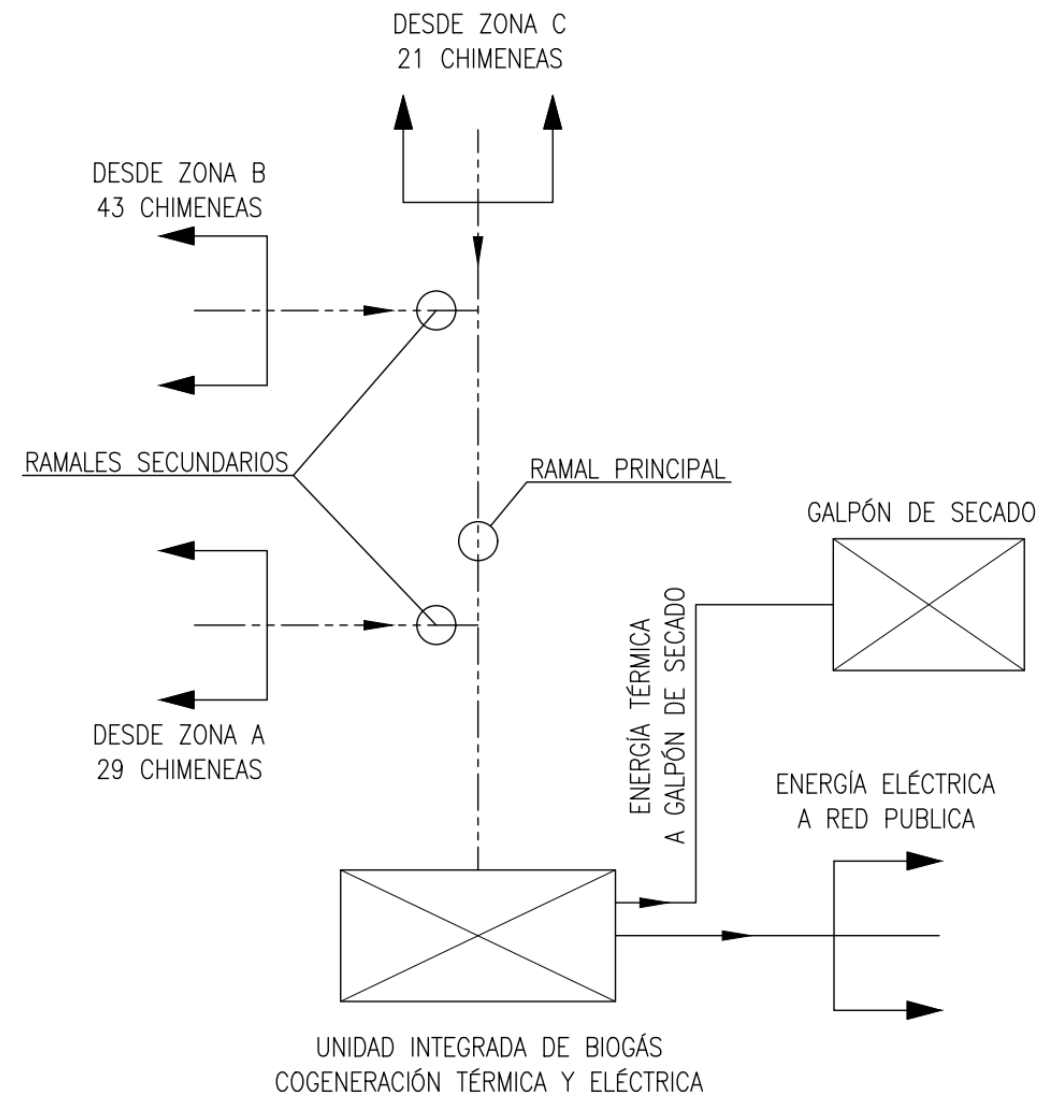 DESDE ZONA C
21 CHIMENEAS
DESDE ZONA B
43 CHIMENEAS
RAMALES SECUNDARIOS
RAMAL PRINCIPAL
GALPÓN DE SECADO
ENERGÍA TÉRMICA
A GALPÓN DE SECADO
DESDE ZONA A
29 CHIMENEAS
ENERGÍA ELÉCTRICA
A RED PUBLICA
UNIDAD INTEGRADA DE BIOGÁS
COGENERACIÓN TÉRMICA Y ELÉCTRICA